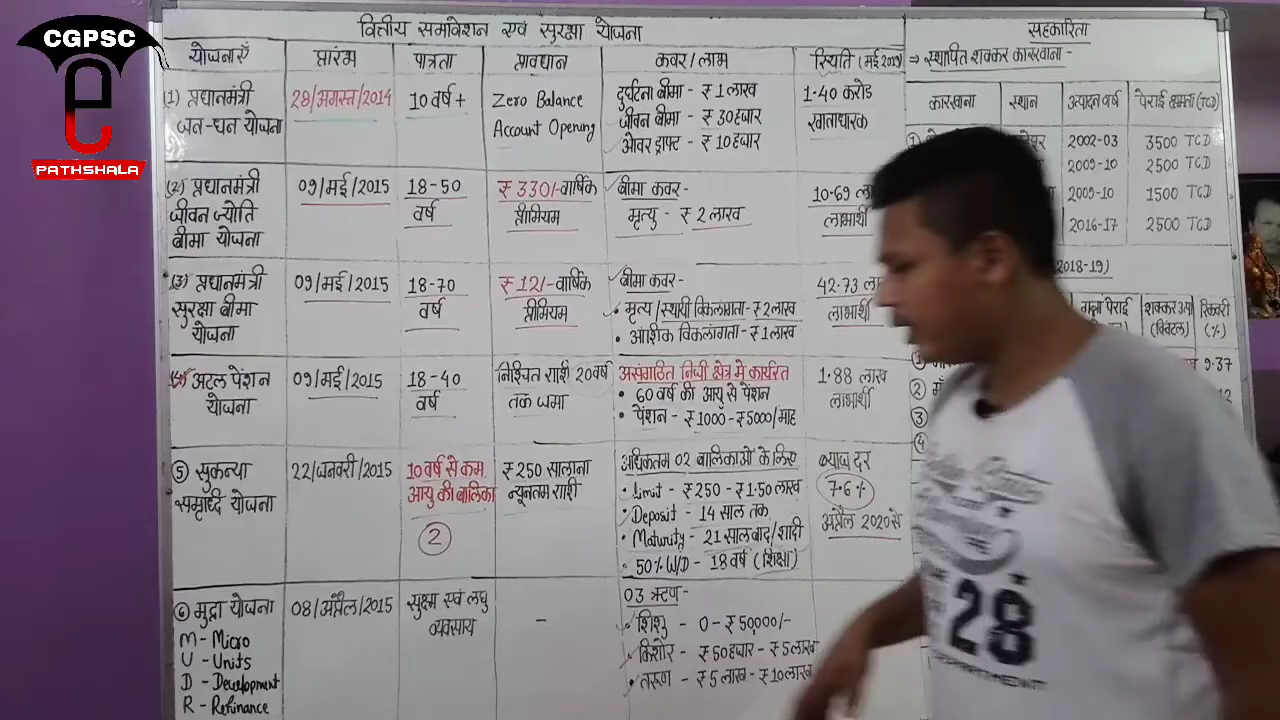 CGPSC
PATHSHALA
वित्तीय समावेशन एवं सुरक्षा योजना
योजनाएँ प्रारंभ पात्रता प्रावधान कवर/लाभ स्थिति (मई 2019)
(1) प्रधानमंत्री
जन-धन योजना
28/अगस्त/2014
10 वर्ष +
Zero Balance
Account Opening
दुर्घटना बीमा - ₹ 1 लाख
जीवन बीमा - ₹ 30 हजार
ओवर ड्राफ्ट - ₹ 10 हजार
1.40 करोड
खाताधारक
(2) प्रधानमंत्री
जीवन ज्योति
बीमा योजना
09/मई/2015
18-50
वर्ष
₹ 330/- वार्षिक
प्रीमियम
बीमा कवर -
मृत्यु - ₹ 2 लाख
10.69
लाभार्थी
(3) प्रधानमंत्री
सुरक्षा बीमा
योजना
09/मई/2015
18-70
वर्ष
₹ 12/- वार्षिक
प्रीमियम
बीमा कवर -
• मृत्यु/स्थायी विकलांगता - ₹ 2 लाख
• आंशिक विकलांगता - ₹ 1 लाख
42.73
लाभार्थी
अटल पेंशन
योजना
09/मई/2015
18-40
वर्ष
निश्चित राशी 20 वर्ष
तक जमा
असंगठित निजी क्षेत्र मे कार्यरत
• 60 वर्ष की आयु से पेंशन
• पेंशन - ₹ 1000 - ₹ 5000/माह
1.88 लाख
लाभार्थी
⑤ सुकन्या
समृध्दि योजना
22/जनवरी/2015
10 वर्ष से कम
आयु की बालिका
②
₹ 250 सालाना
न्यूनतम राशी
अधिकतम 02 बालिकाओं के लिए
• Limit - ₹ 250 - ₹ 1.50 लाख
• Deposit - 14 साल तक
• Maturity - 21 साल बाद/शादी
• 50% W/D - 18 वर्ष (शिक्षा)
ब्याज दर
7.6%
अप्रैल 2020 से
⑥ मुद्रा योजना
M - Micro
U - Units
D - Development
R - Refinance
08/अप्रैल/2015
सुक्ष्म एवं लघु
व्यवसाय
-
03 ऋण -
• शिशु - 0 - ₹ 50,000/-
• किशोर - ₹ 50 हजार - ₹ 5 लाख
• तरुण - ₹ 5 लाख - ₹ 10 लाख
सहकारिता
⇒ स्थापित शक्कर कारखाना -
कारखाना स्थान उत्पादन वर्ष पेराई क्षमता (TCD)
2002-03 3500 TCD
2009-10 2500 TCD
2009-10 1500 TCD
2016-17 2500 TCD
2018-19)
गन्ना पेराई
शक्कर उत्पा
(क्विंटल)
रिकवरी
(%)
9.37
②
③
④
28